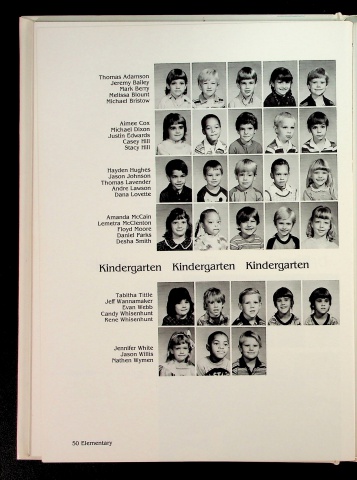 Thomas Adamson
Jeremy Bailey
Mark Berry
Melissa Blount
Michael Bristow
Aimee Cox
Michael Dixon
Justin Edwards
Casey Hill
Stacy Hill
Hayden Hughes
Jason Johnson
Thomas Lavender
Andre Lawson
Dana Lovette
Amanda McCain
Lemetra McClenton
Floyd Moore
Daniel Parks
Desha Smith
Kindergarten Kindergarten Kindergarten
Tabitha Tittle
Jeff Wannamaker
Evan Webb
Candy Whisenhunt
Rene Whisenhunt
Jennifer White
Jason Willis
Mathen Wymen
50 Elementary